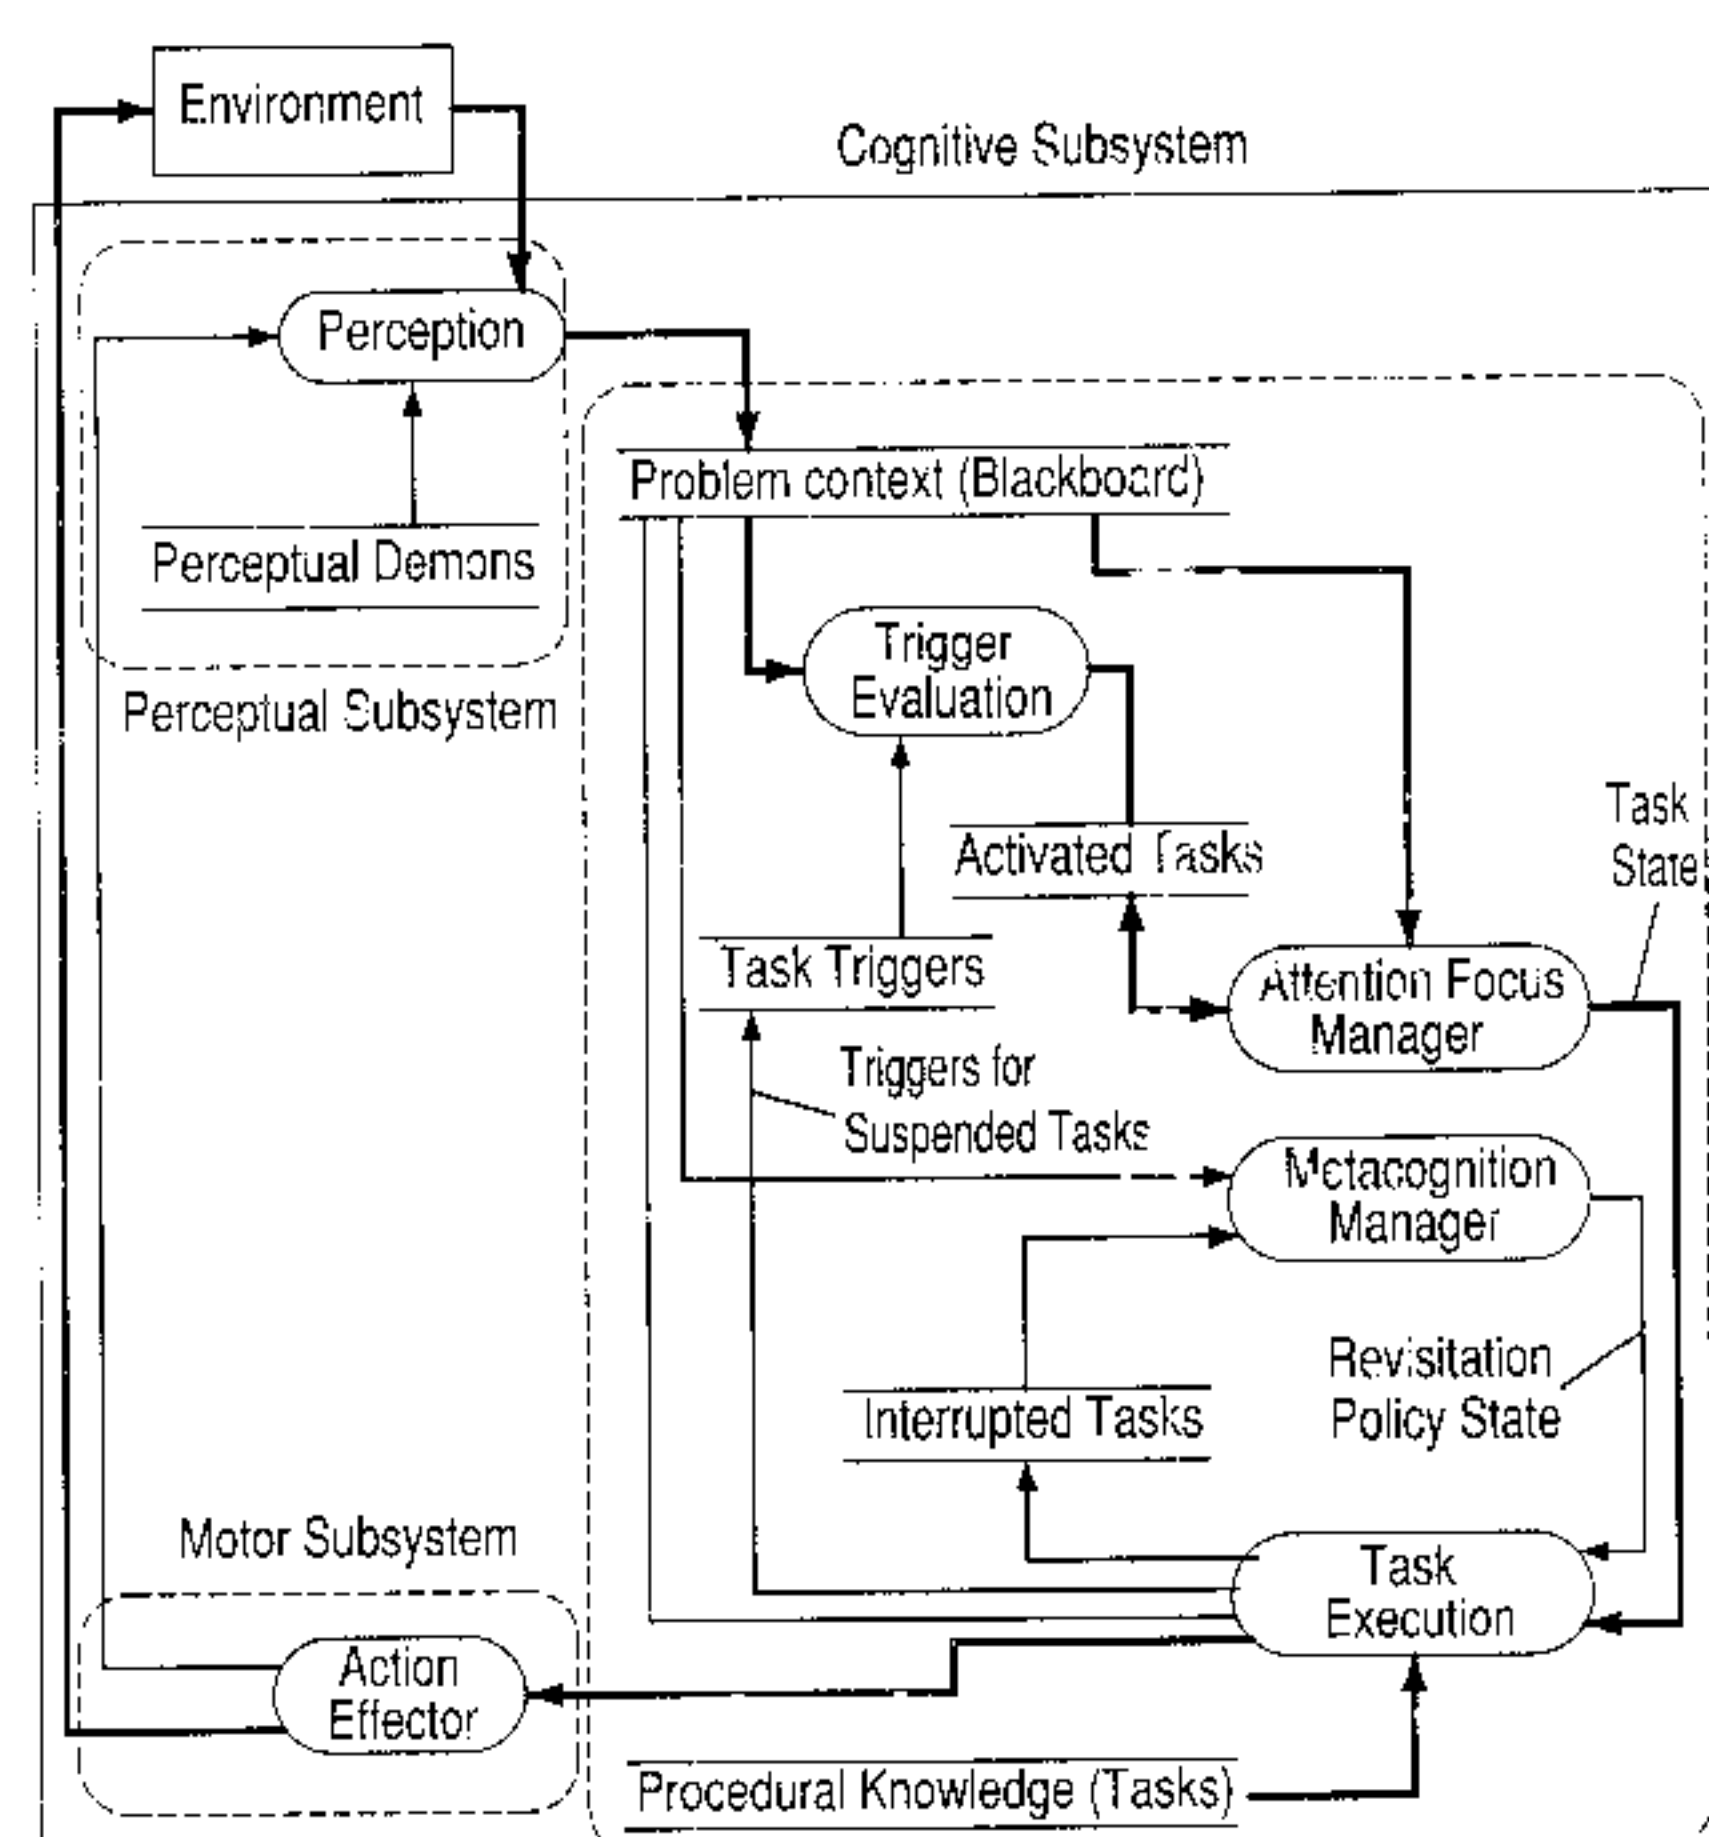 Environment
Cognitive Subsystem
Perception
Problem context (Blackboard)
Perceptual Demons
Trigger
Evaluation
Perceptual Subsystem
Task
State
Activated Tasks
Task Triggers
Attention Focus
Manager
Triggers for
Suspended Tasks
Metacognition
Manager
Revisitation
Policy State
Interrupted Tasks
Motor Subsystem
Task
Execution
Action
Effector
Procedural Knowledge (Tasks)